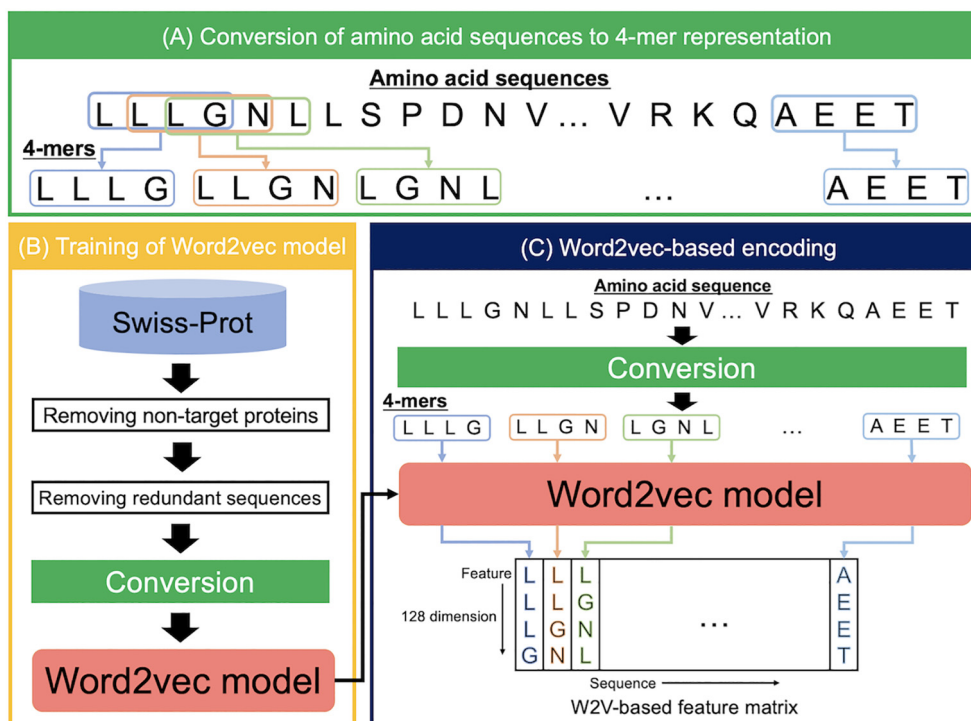 (A) Conversion of amino acid sequences to 4-mer representation
Amino acid sequences
L L L G N L L S P D N V ... V R K Q A E E T
4-mers
L L L G L L G N L G N L ... A E E T
(B) Training of Word2vec model
Swiss-Prot
Removing non-target proteins
Removing redundant sequences
Conversion
Word2vec model
(C) Word2vec-based encoding
Amino acid sequence
L L L G N L L S P D N V ... V R K Q A E E T
Conversion
4-mers
L L L G L L G N L G N L ... A E E T
Word2vec model
Feature
128 dimension
L L L A
L L G E
L G N ... E
G N L T
Sequence
W2V-based feature matrix